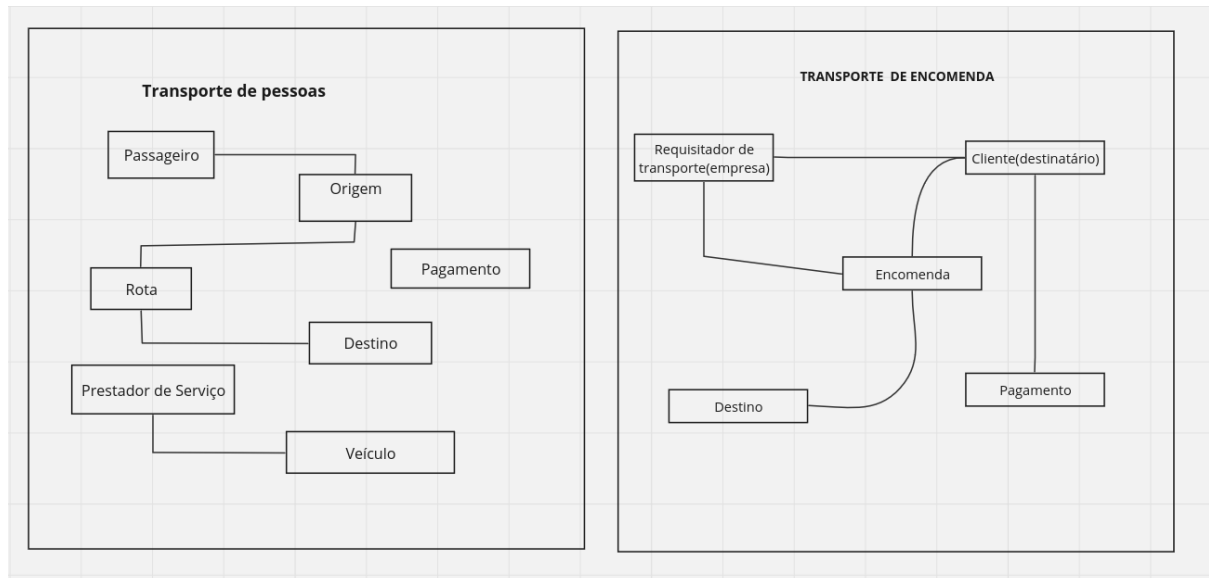 Transporte de pessoas
Passageiro
Origem
Pagamento
Rota
Destino
Prestador de Serviço
Veículo
TRANSPORTE DE ENCOMENDA
Requisitador de
transporte(empresa)
Cliente(destinatário)
Encomenda
Destino
Pagamento